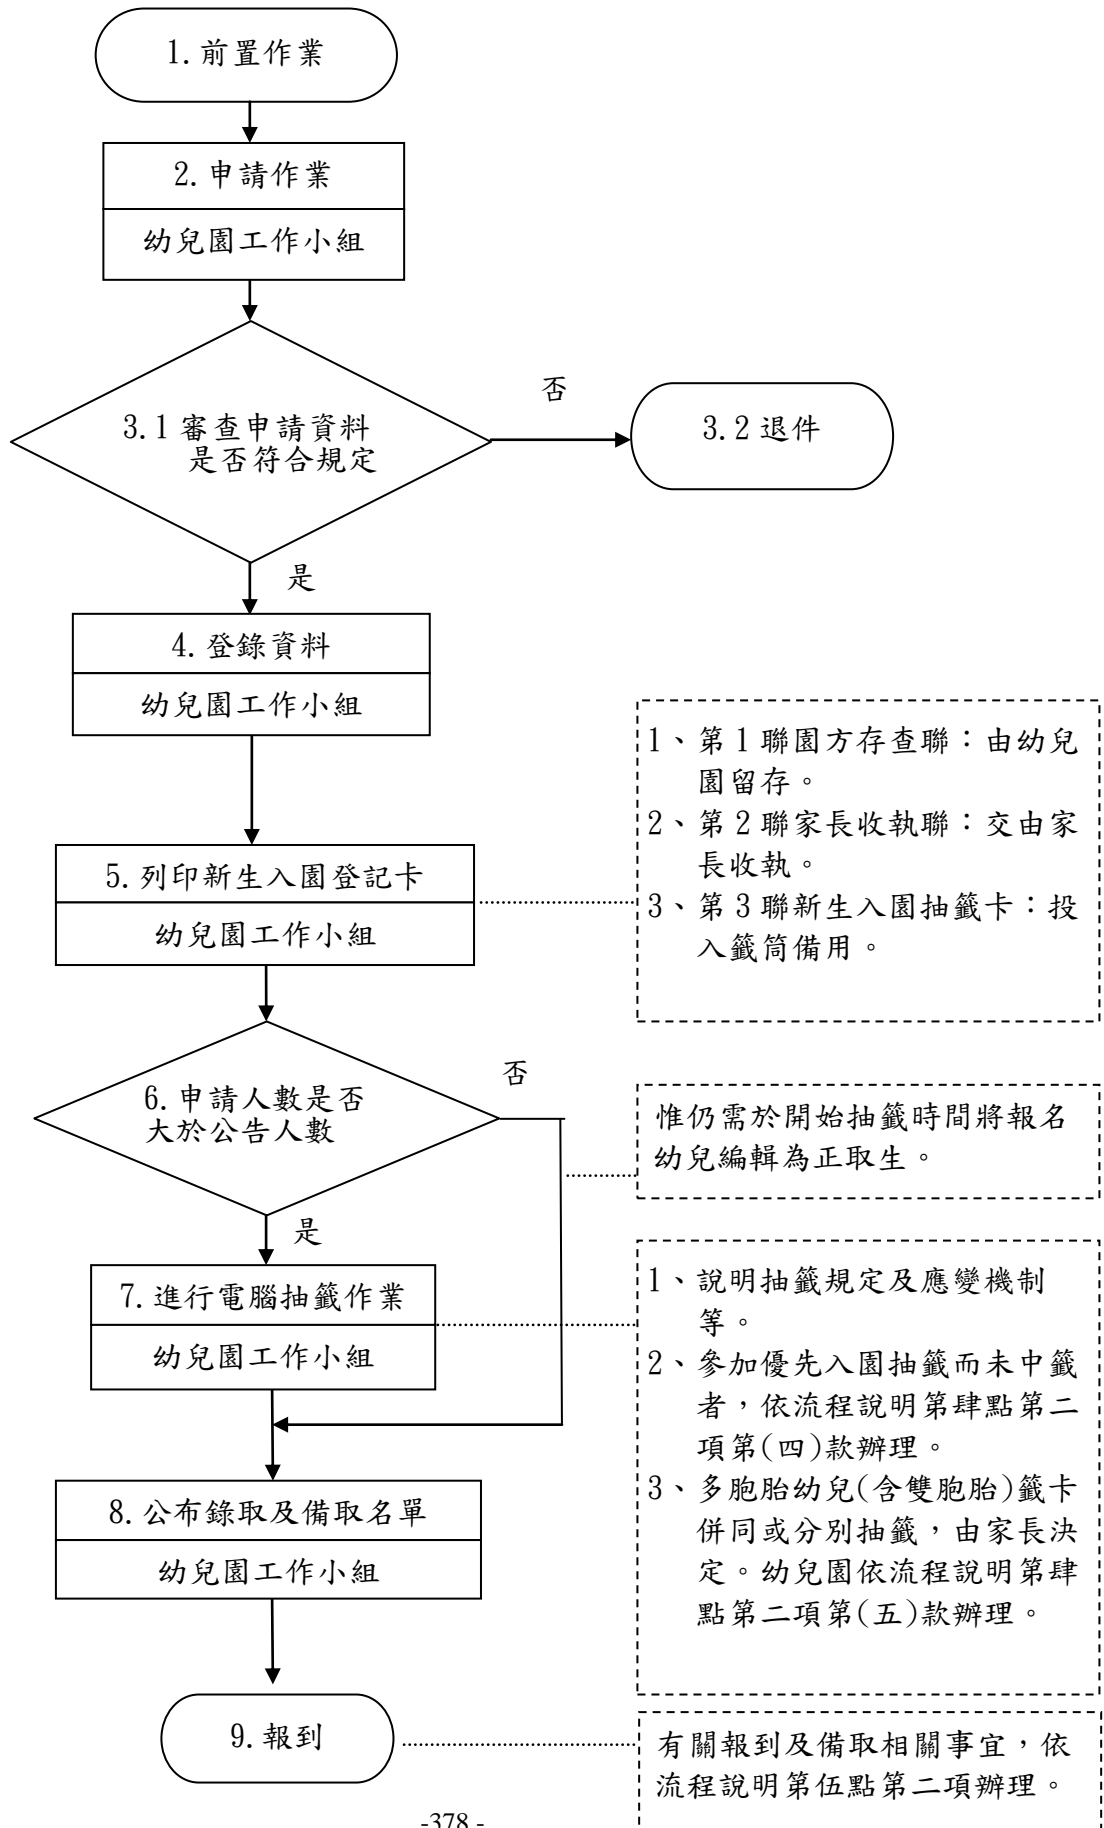 1.前置作業
2.申請作業
幼兒園工作小組
3.1 審查申請資料
是否符合規定
否
3.2 退件
是
4.登錄資料
幼兒園工作小組
1、第 1 聯園方存查聯：由幼兒
園留存。
2、第 2 聯家長收執聯：交由家
長收執。
3、第 3 聯新生入園抽籤卡：投
入籤筒備用。
5.列印新生入園登記卡
幼兒園工作小組
6.申請人數是否
大於公告人數
否
惟仍需於開始抽籤時間將報名
幼兒編輯為正取生。
是
7.進行電腦抽籤作業
幼兒園工作小組
1、說明抽籤規定及應變機制
等。
2、參加優先入園抽籤而未中籤
者，依流程說明第肆點第二
項第(四)款辦理。
3、多胞胎幼兒(含雙胞胎)籤卡
併同或分別抽籤，由家長決
定。幼兒園依流程說明第肆
點第二項第(五)款辦理。
8.公布錄取及備取名單
幼兒園工作小組
9.報到
有關報到及備取相關事宜，依
流程說明第伍點第二項辦理。
-378 -